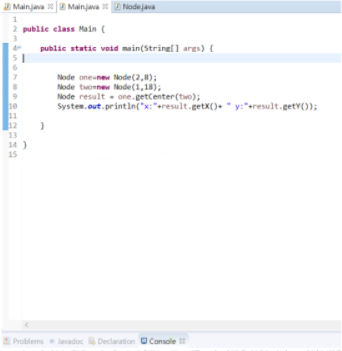 Main.java Main.java Node.java
1
2 public class Main {
3
4 public static void main(String[] args) {
5
6
7 Node one=new Node(2,8);
8 Node two=new Node(1,18);
9 Node result = one.getCenter(two);
10 System.out.println("x:"+result.getX()+ " y:"+result.getY());
11
12 }
13
14 }
15
Problems Javadoc Declaration Console